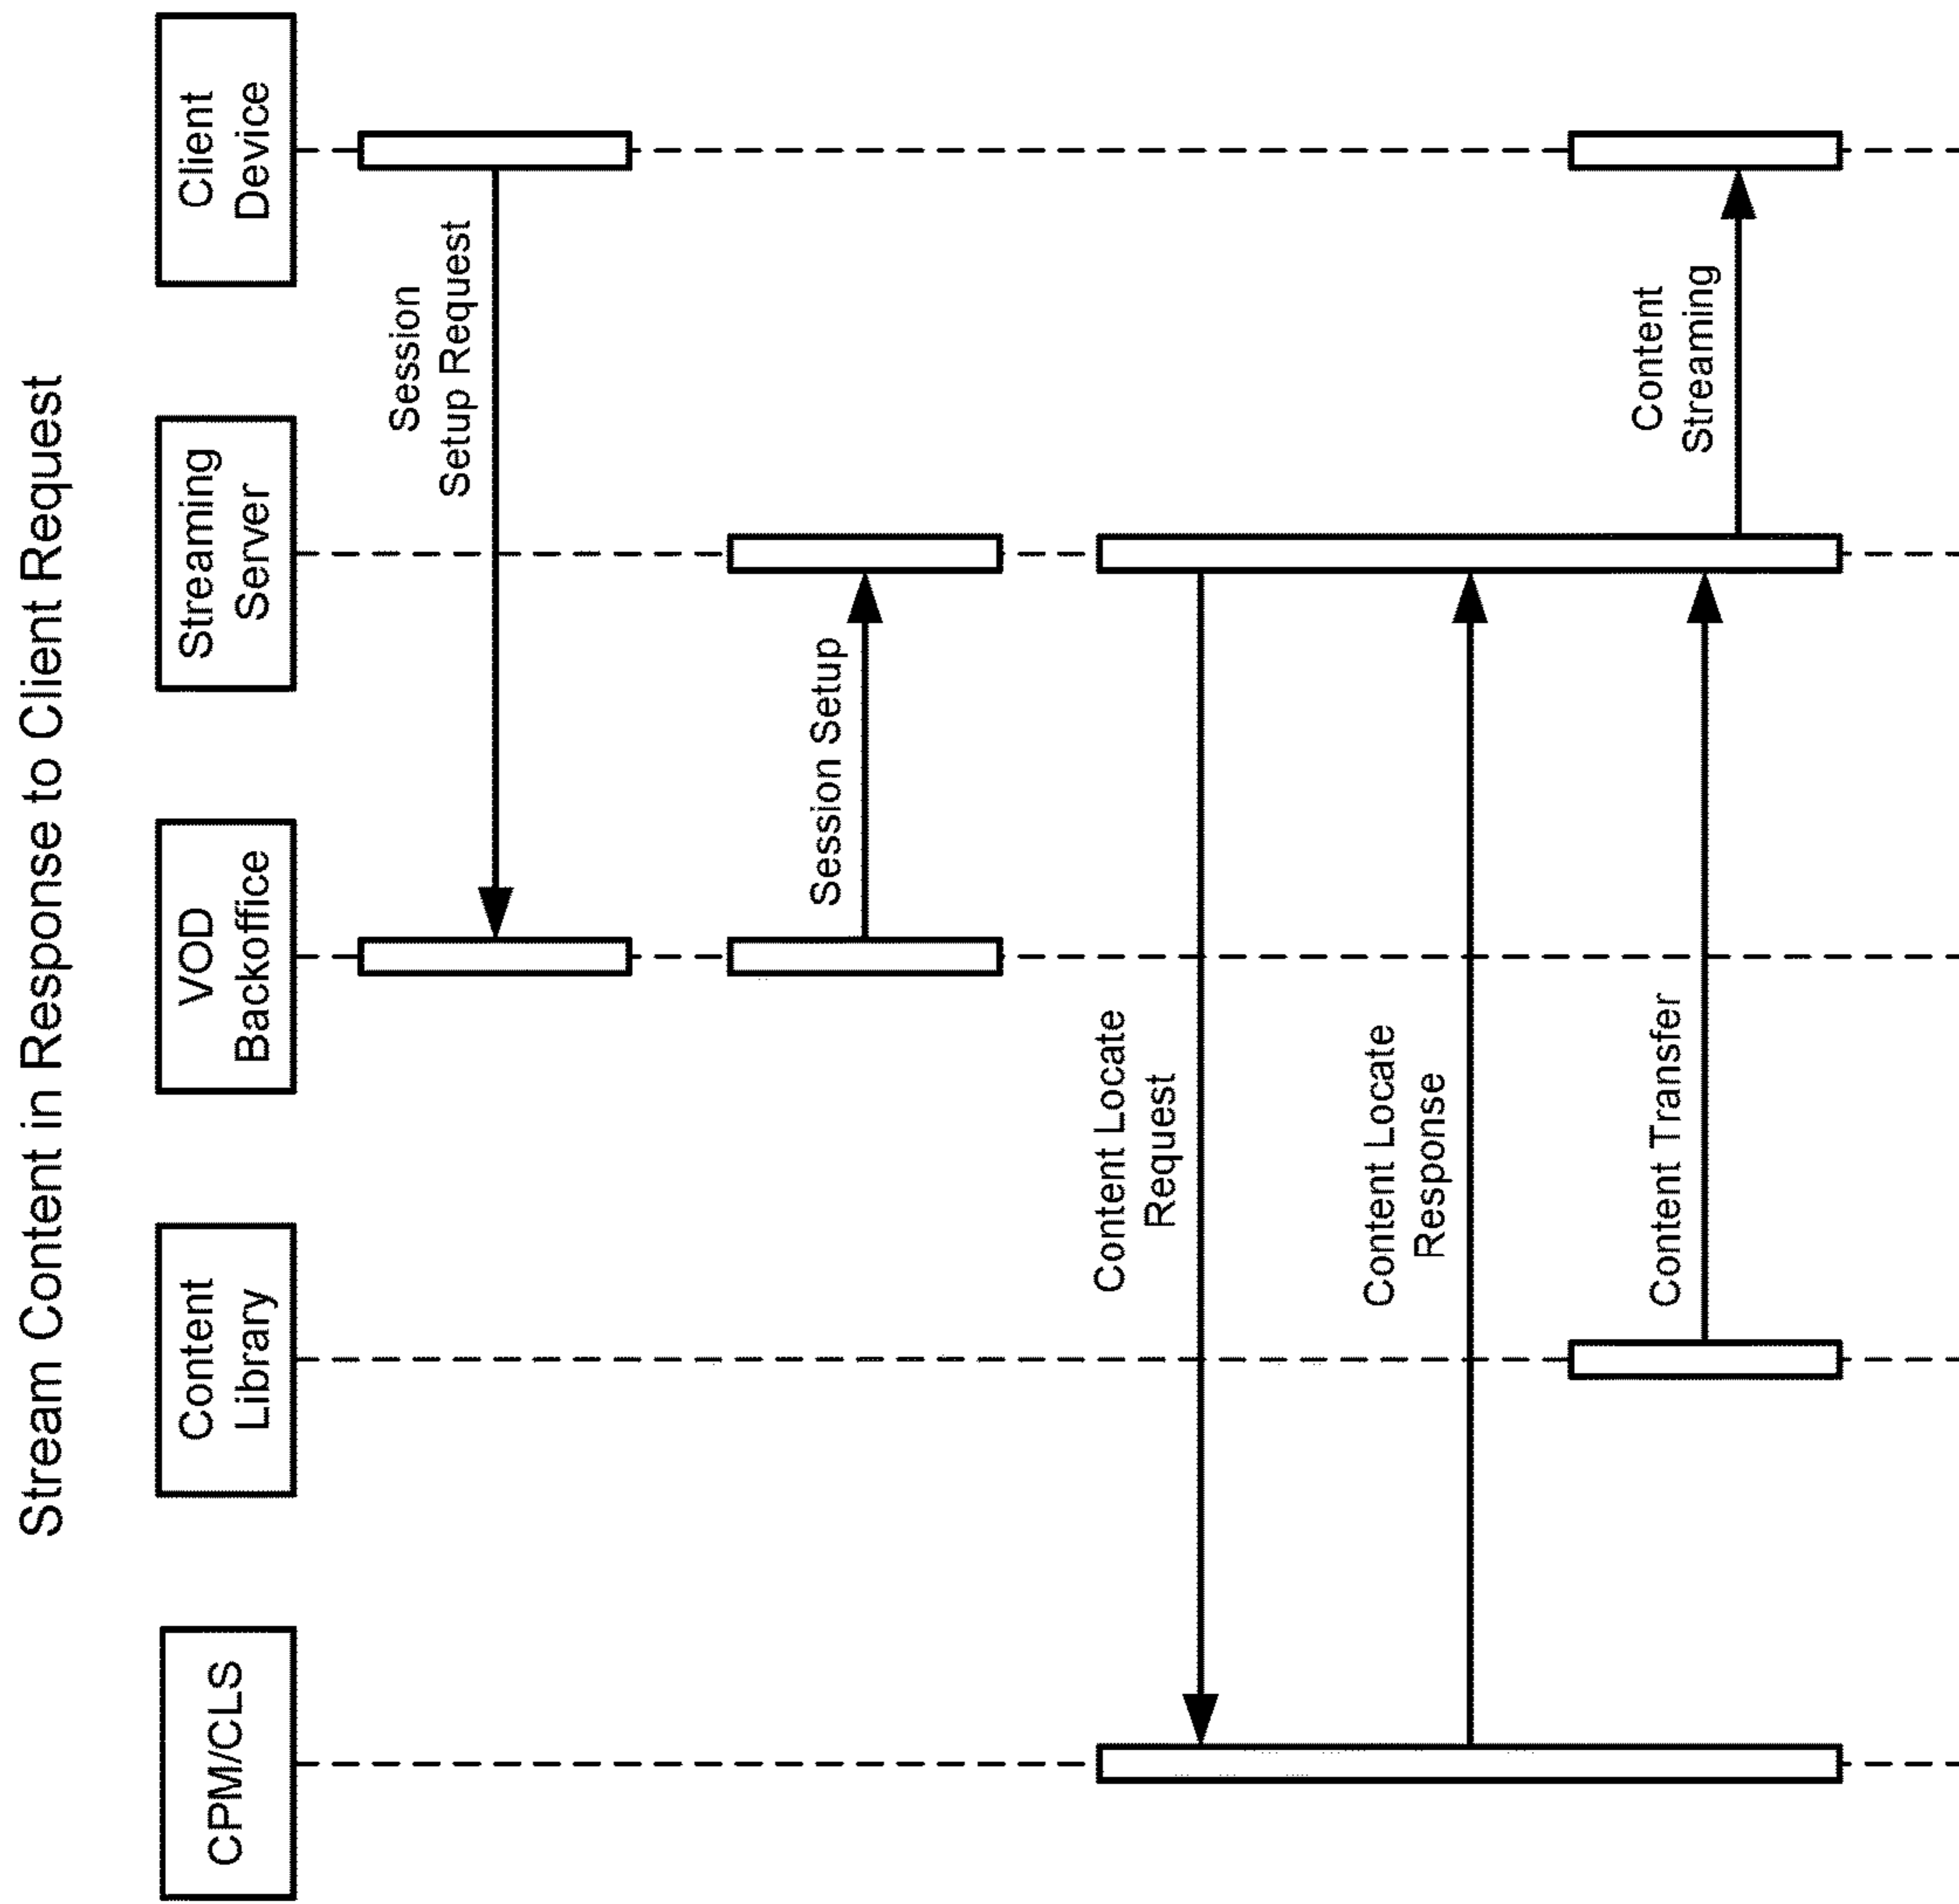 Stream Content in Response to Client Request
CPM/CLS
Content
Library
VOD
Backoffice
Streaming
Server
Client
Device
Session
Setup Request
Session Setup
Content Locate
Request
Content Locate
Response
Content Transfer
Content
Streaming